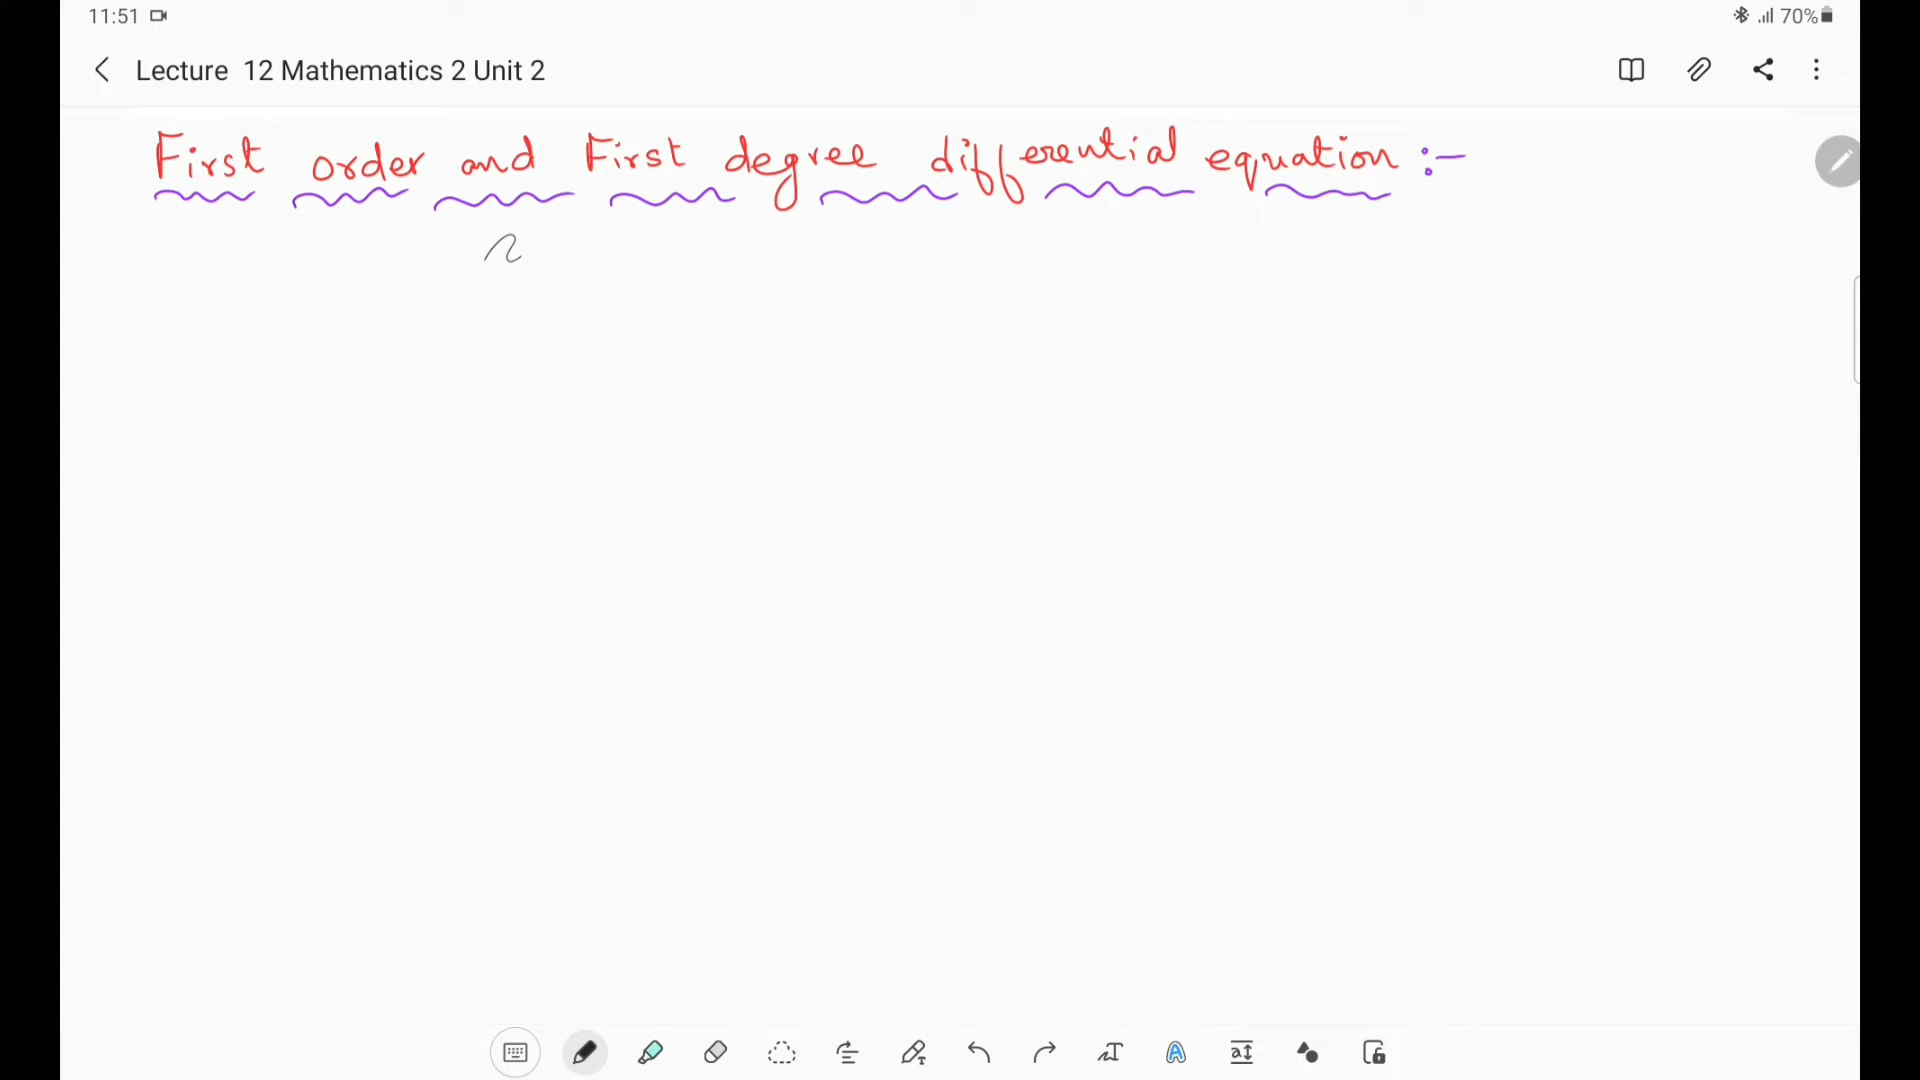 11:51 70%
Lecture 12 Mathematics 2 Unit 2
First order and First degree differential equation :-